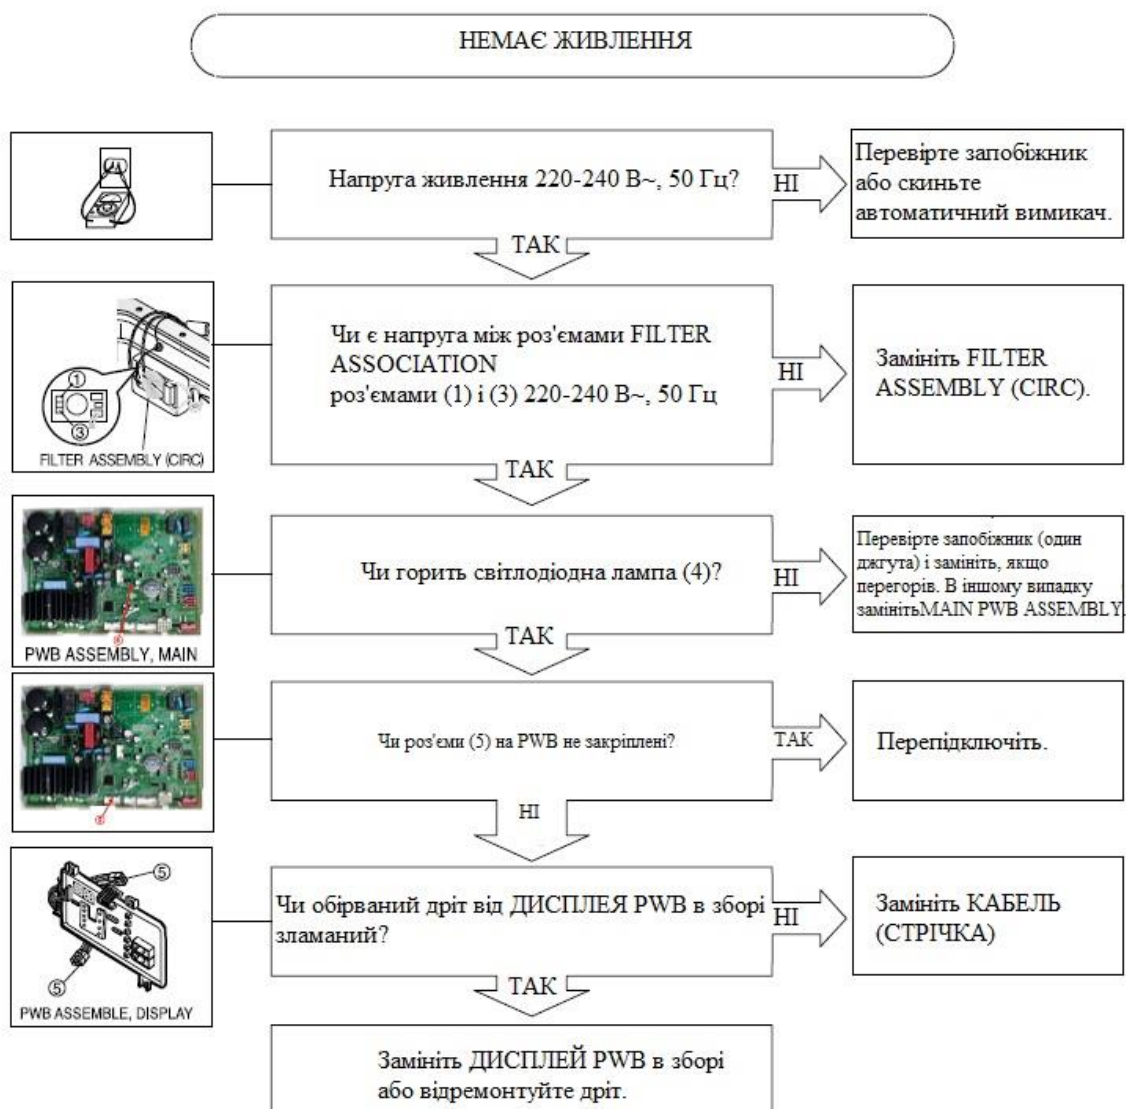 НЕМАЄ ЖИВЛЕННЯ
Напруга живлення 220-240 В~, 50 Гц?
НІ
Перевірте запобіжник
або скиньте
автоматичний вимикач.
ТАК
Чи є напруга між роз'ємами FILTER
ASSOCIATION
роз'ємами (1) і (3) 220-240 В~, 50 Гц
НІ
Замініть FILTER
ASSEMBLY (CIRC).
1
3
FILTER ASSEMBLY (CIRC)
ТАК
Чи горить світлодіодна лампа (4)?
НІ
Перевірте запобіжник (один
джгута) і замініть, якщо
перегорів. В іншому випадку
замінітьMAIN PWB ASSEMBLY.
PWB ASSEMBLY, MAIN
ТАК
Чи роз'єми (5) на PWB не закріплені?
ТАК
Перепідключіть.
НІ
5
5
PWB ASSEMBLE, DISPLAY
Чи обірваний дріт від ДИСПЛЕЯ PWB в зборі
зламаний?
НІ
Замініть КАБЕЛЬ
(СТРІЧКА)
ТАК
Замініть ДИСПЛЕЙ PWB в зборі
або відремонтуйте дріт.